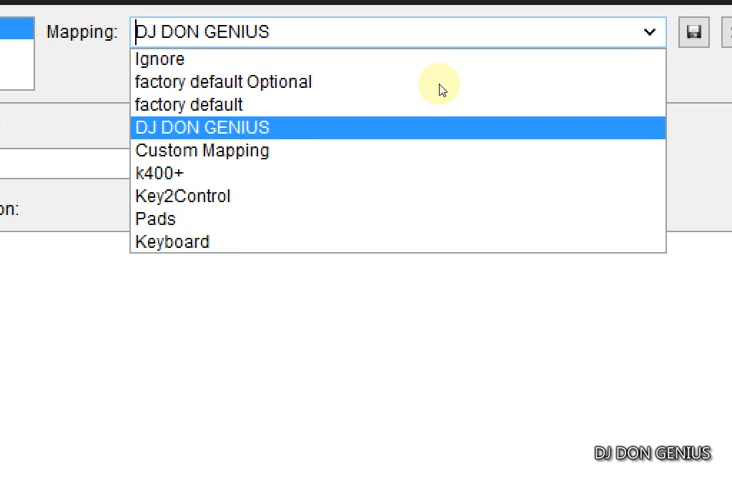 Mapping: DJ DON GENIUS
Ignore
factory default Optional
factory default
DJ DON GENIUS
Custom Mapping
k400+
Key2Control
on: Pads
Keyboard
DJ DON GENIUS